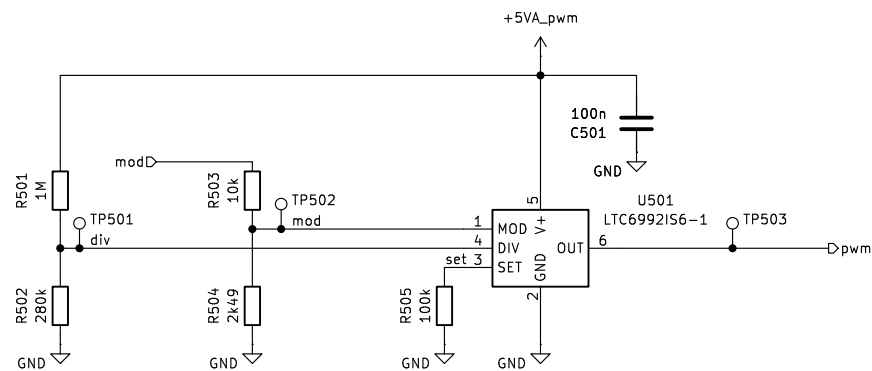 +5VA_pwm
100n
C501
GND
mod
R501
1M
R503
10k
TP502
mod
TP501
div
5
U501
LTC6992IS6-1
TP503
1
MOD
V+
4
DIV
OUT
6
pwm
set
3
SET
GND
2
R502
280k
R504
2k49
R505
100k
GND
GND
GND
GND